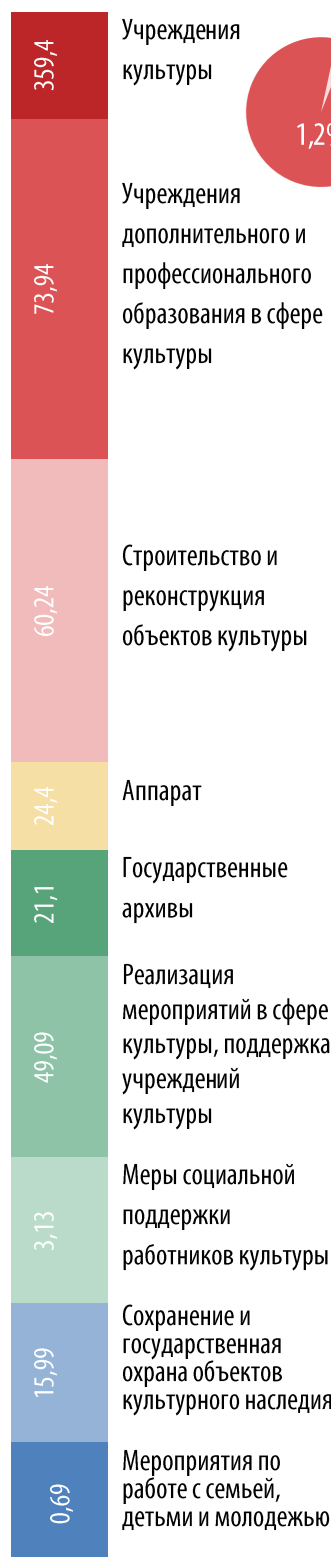 359,4
Учреждения
культуры
1,2%
73,94
Учреждения
дополнительного и
профессионального
образования в сфере
культуры
60,24
Строительство и
реконструкция
объектов культуры
24,4
Аппарат
21,1
Государственные
архивы
49,09
Реализация
мероприятий в сфере
культуры, поддержка
учреждений
культуры
3,13
Меры социальной
поддержки
работников культуры
15,99
Сохранение и
государственная
охрана объектов
культурного наследия
0,69
Мероприятия по
работе с семьей,
детьми и молодежью